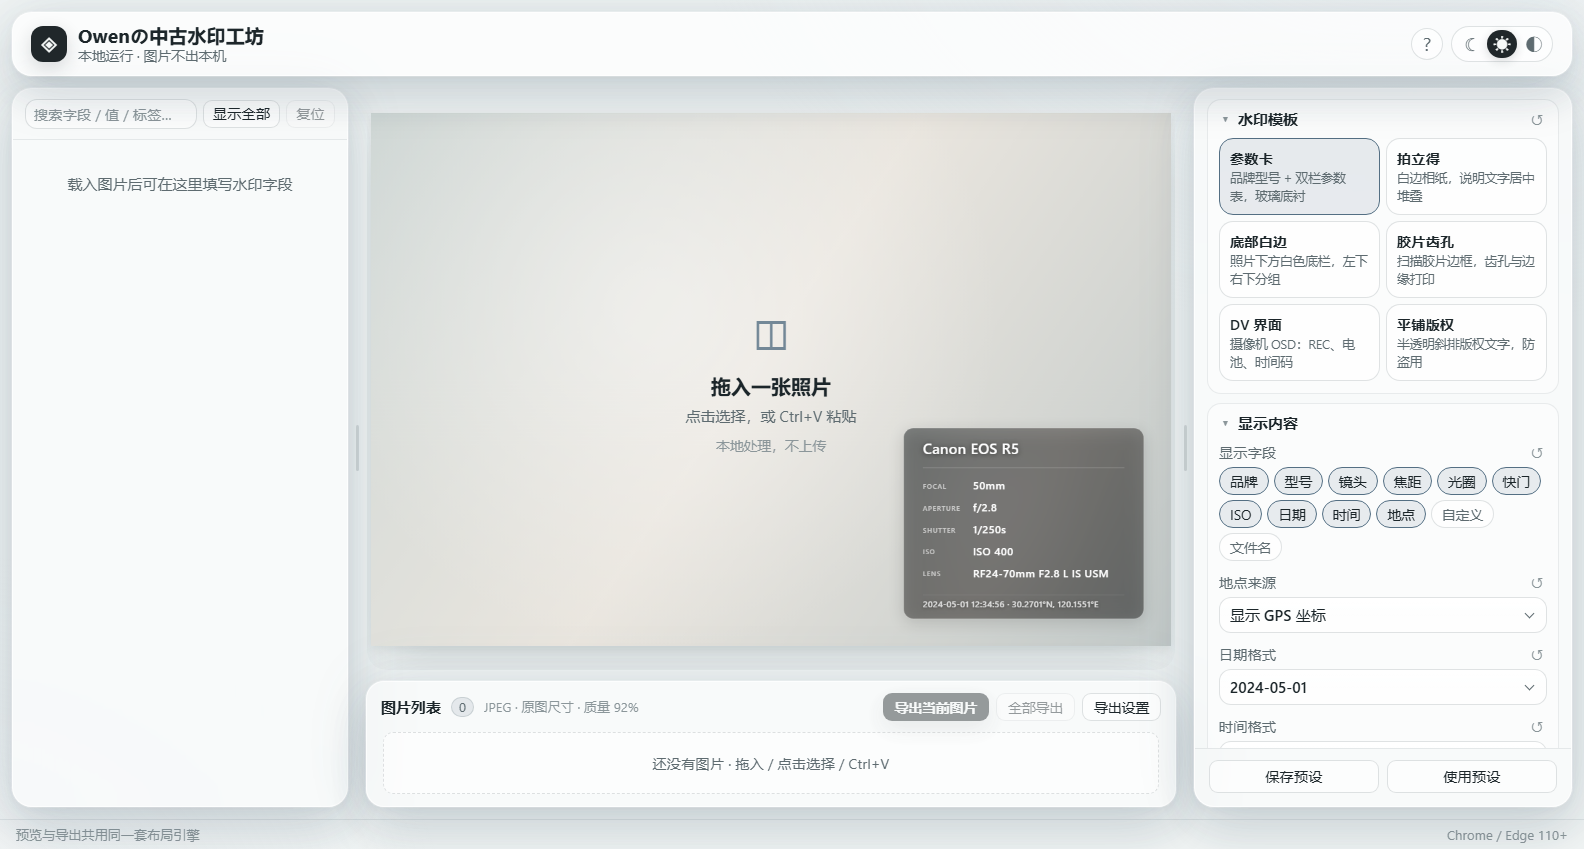 Owenの中古水印工坊
本地运行 · 图片不出本机
?
搜索字段 / 值 / 标签...
显示全部
复位
载入图片后可在这里填写水印字段
拖入一张照片
点击选择，或 Ctrl+V 粘贴
本地处理，不上传
Canon EOS R5
FOCAL 50mm
APERTURE f/2.8
SHUTTER 1/250s
ISO ISO 400
LENS RF24-70mm F2.8 L IS USM
2024-05-01 12:34:56 · 30.2701°N, 120.1551°E
图片列表 0 JPEG · 原图尺寸 · 质量 92%
导出当前图片
全部导出
导出设置
还没有图片 · 拖入 / 点击选择 / Ctrl+V
水印模板
参数卡
品牌型号 + 双栏参数
表，玻璃底衬
拍立得
白边相纸，说明文字居中
堆叠
底部白边
照片下方白色底栏，左下
右下分组
胶片齿孔
扫描胶片边框，齿孔与边
缘打印
DV 界面
摄像机 OSD：REC、电
池、时间码
平铺版权
半透明斜排版权文字，防
盗用
显示内容
显示字段
品牌 型号 镜头 焦距 光圈 快门
ISO 日期 时间 地点 自定义
文件名
地点来源
显示 GPS 坐标
日期格式
2024-05-01
时间格式
保存预设
使用预设
预览与导出共用同一套布局引擎
Chrome / Edge 110+